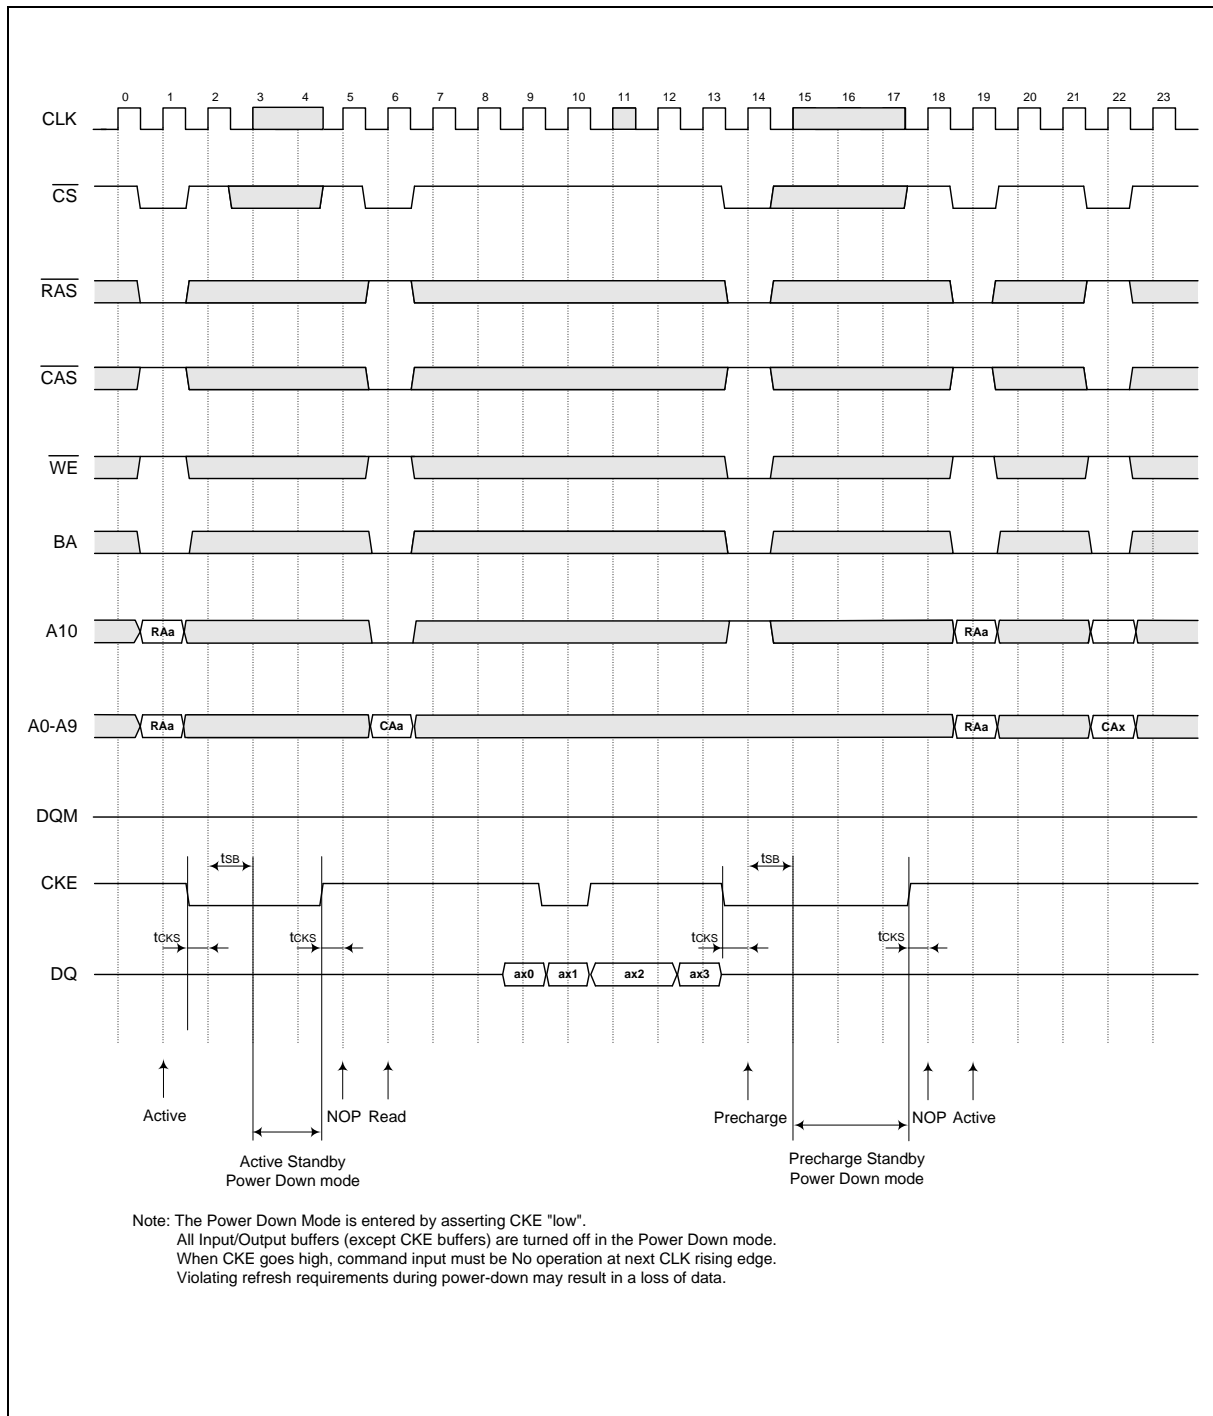 0 1 2 3 4 5 6 7 8 9 10 11 12 13 14 15 16 17 18 19 20 21 22 23
CLK
CS
RAS
CAS
WE
BA
A10 RAa RAa
A0-A9 RAa CAa RAa CAx
DQM
tSB tSB
CKE
tCKS tCKS tCKS tCKS
DQ ax0 ax1 ax2 ax3
Active NOP Read Precharge NOP Active
Active Standby
Power Down mode
Precharge Standby
Power Down mode
Note: The Power Down Mode is entered by asserting CKE "low".
All Input/Output buffers (except CKE buffers) are turned off in the Power Down mode.
When CKE goes high, command input must be No operation at next CLK rising edge.
Violating refresh requirements during power-down may result in a loss of data.